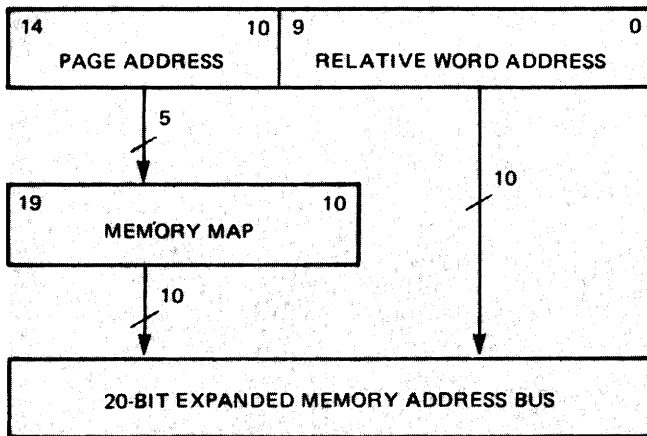 14 10 9 0
PAGE ADDRESS RELATIVE WORD ADDRESS
5
19 10 10
MEMORY MAP
10
20-BIT EXPANDED MEMORY ADDRESS BUS